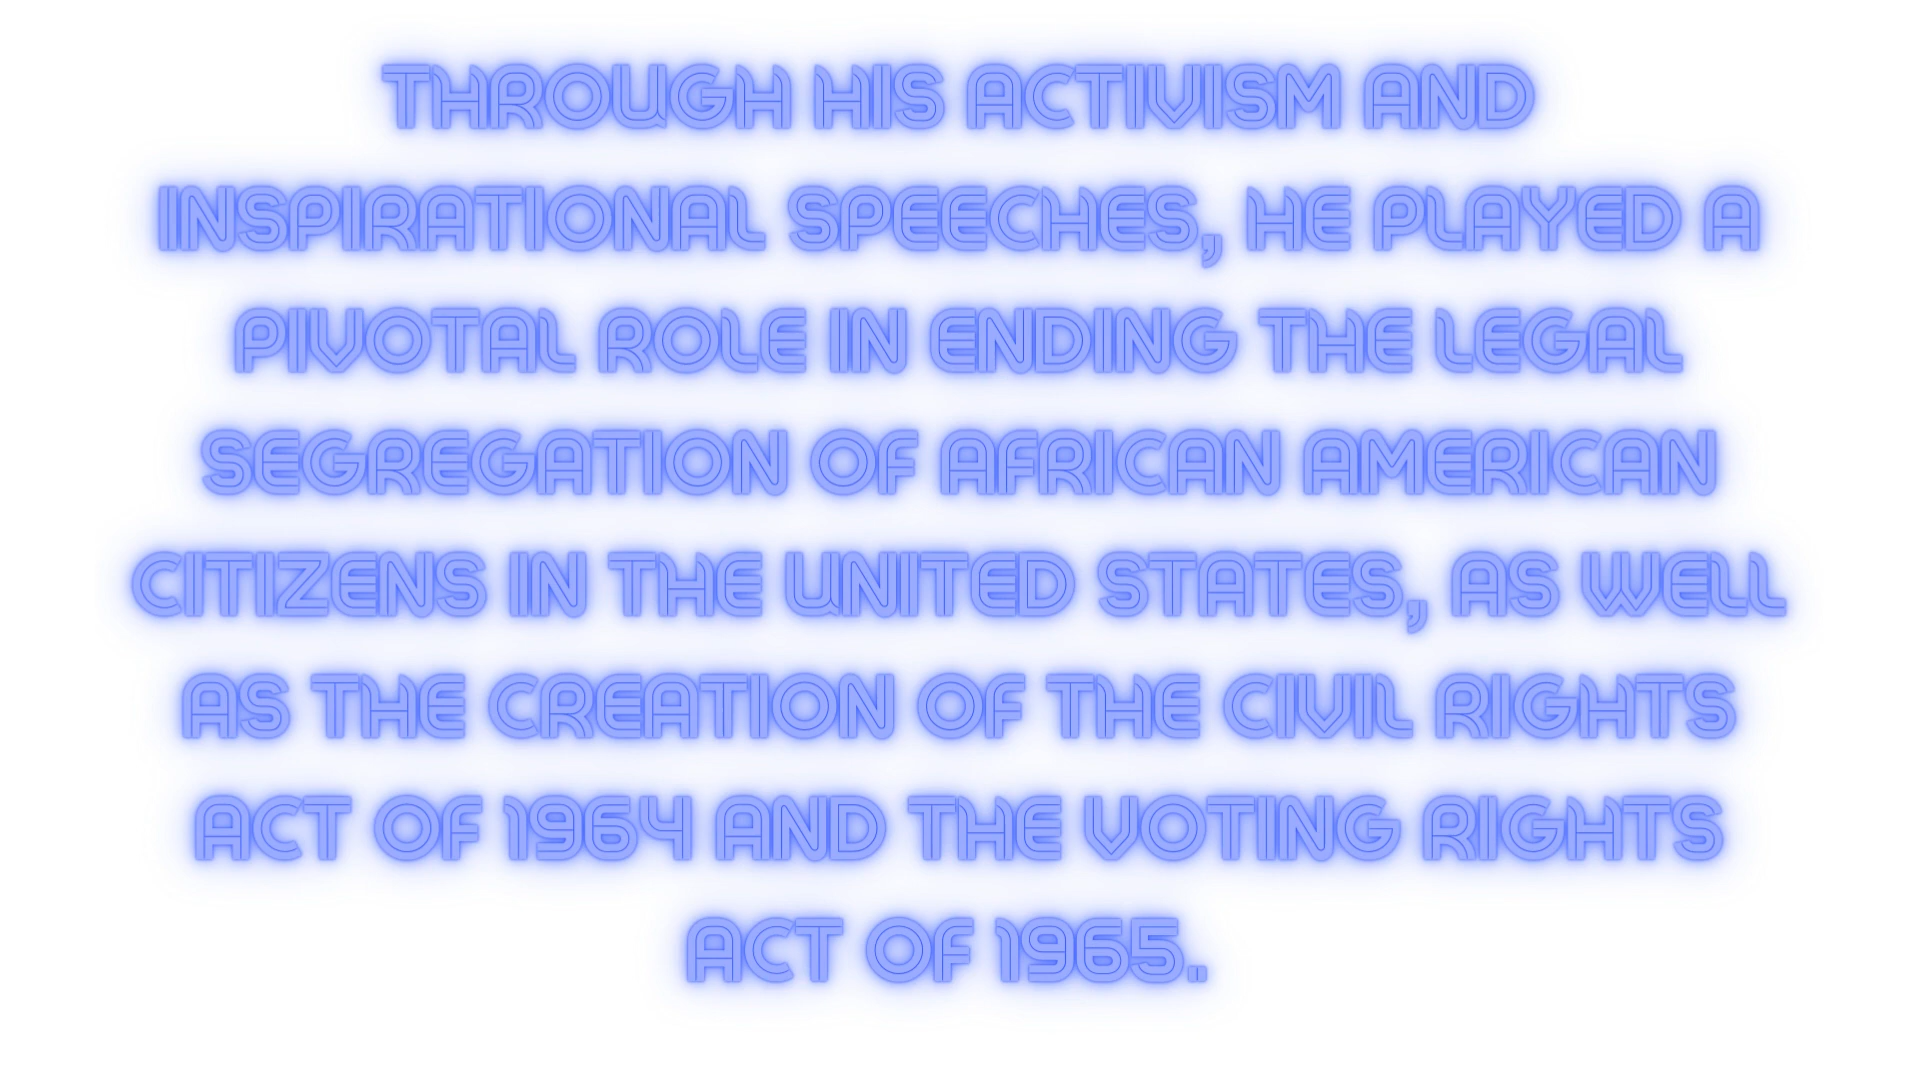 THROUGH HIS ACTIVISM AND
INSPIRATIONAL SPEECHES, HE PLAYED A
PIVOTAL ROLE IN ENDING THE LEGAL
SEGREGATION OF AFRICAN AMERICAN
CITIZENS IN THE UNITED STATES, AS WELL
AS THE CREATION OF THE CIVIL RIGHTS
ACT OF 1964 AND THE VOTING RIGHTS
ACT OF 1965.